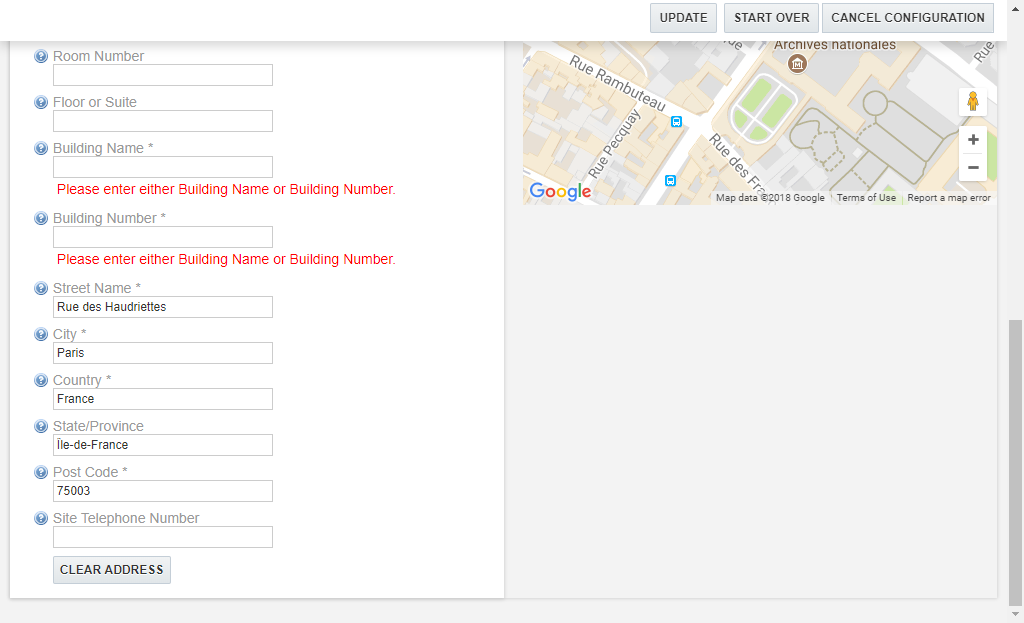 UPDATE
START OVER
CANCEL CONFIGURATION
Room Number
Floor or Suite
Building Name *
Please enter either Building Name or Building Number.
Building Number *
Please enter either Building Name or Building Number.
Street Name *
Rue des Haudriettes
City *
Paris
Country *
France
State/Province
Île-de-France
Post Code *
75003
Site Telephone Number
CLEAR ADDRESS
Archives nationales
Rue Rambuteau
Rue Pecquay
Rue des Fra
Rue
+
−
Google
Map data ©2018 Google
Terms of Use
Report a map error